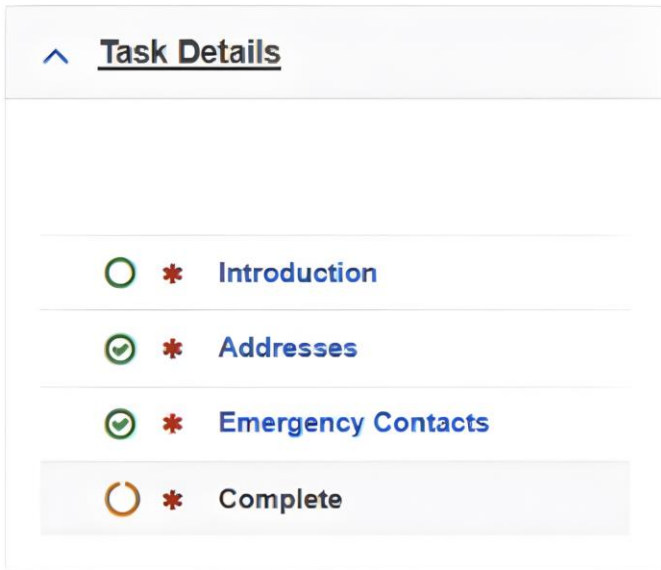 Task Details
* Introduction
* Addresses
* Emergency Contacts
* Complete